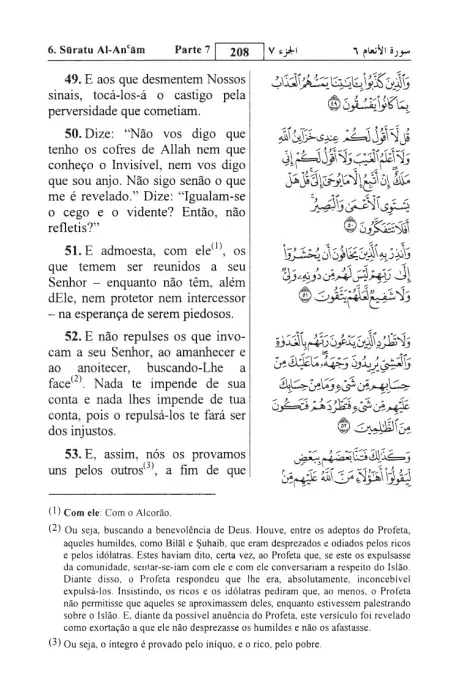 6. Sūratu Al-Anᶜām Parte 7 208 الجزء ٧ سورة الأنعام ٦
49. E aos que desmentem Nossos
sinais, tocá-los-á o castigo pela
perversidade que cometiam.
50. Dize: “Não vos digo que
tenho os cofres de Allah nem que
conheço o Invisível, nem vos digo
que sou anjo. Não sigo senão o que
me é revelado.” Dize: “Igualam-se
o cego e o vidente? Então, não
refletis?”
51. E admoesta, com ele(1), os
que temem ser reunidos a seu
Senhor – enquanto não têm, além
dEle, nem protetor nem intercessor
– na esperança de serem piedosos.
52. E não repulses os que invo-
cam a seu Senhor, ao amanhecer e
ao anoitecer, buscando-Lhe a
face(2). Nada te impende de sua
conta e nada lhes impende de tua
conta, pois o repulsá-los te fará ser
dos injustos.
53. E, assim, nós os provamos
uns pelos outros(3), a fim de que
وَالَّذِينَ كَذَّبُوا بِآيَاتِنَا يَمَسُّهُمُ الْعَذَابُ
بِمَا كَانُوا يَفْسُقُونَ ٤٩
قُل لَّا أَقُولُ لَكُمْ عِندِي خَزَائِنُ اللَّهِ
وَلَا أَعْلَمُ الْغَيْبَ وَلَا أَقُولُ لَكُمْ إِنِّي
مَلَكٌ إِنْ أَتَّبِعُ إِلَّا مَا يُوحَىٰ إِلَيَّ قُلْ هَلْ
يَسْتَوِي الْأَعْمَىٰ وَالْبَصِيرُ
أَفَلَا تَتَفَكَّرُونَ ٥٠
وَأَنذِرْ بِهِ الَّذِينَ يَخَافُونَ أَن يُحْشَرُوا
إِلَىٰ رَبِّهِمْ لَيْسَ لَهُم مِّن دُونِهِ وَلِيٌّ
وَلَا شَفِيعٌ لَّعَلَّهُمْ يَتَّقُونَ ٥١
وَلَا تَطْرُدِ الَّذِينَ يَدْعُونَ رَبَّهُم بِالْغَدَاةِ
وَالْعَشِيِّ يُرِيدُونَ وَجْهَهُ مَا عَلَيْكَ مِنْ
حِسَابِهِم مِّن شَيْءٍ وَمَا مِنْ حِسَابِكَ
عَلَيْهِم مِّن شَيْءٍ فَتَطْرُدَهُمْ فَتَكُونَ
مِنَ الظَّالِمِينَ ٥٢
وَكَذَٰلِكَ فَتَنَّا بَعْضَهُم بِبَعْضٍ
لِّيَقُولُوا أَهَٰؤُلَاءِ مَنَّ اللَّهُ عَلَيْهِم مِّن
(1) Com ele: Com o Alcorão.
(2) Ou seja, buscando a benevolência de Deus. Houve, entre os adeptos do Profeta,
aqueles humildes, como Bilāl e Ṣuhaib, que eram desprezados e odiados pelos ricos
e pelos idólatras. Estes haviam dito, certa vez, ao Profeta que, se este os expulsasse
da comunidade, sentar-se-iam com ele e com ele conversariam a respeito do Islão.
Diante disso, o Profeta respondeu que lhe era, absolutamente, inconcebível
expulsá-los. Insistindo, os ricos e os idólatras pediram que, ao menos, o Profeta
não permitisse que aqueles se aproximassem deles, enquanto estivessem palestrando
sobre o Islão. E, diante da possível anuência do Profeta, este versículo foi revelado
como exortação a que ele não desprezasse os humildes e não os afastasse.
(3) Ou seja, o íntegro é provado pelo iníquo, e o rico, pelo pobre.